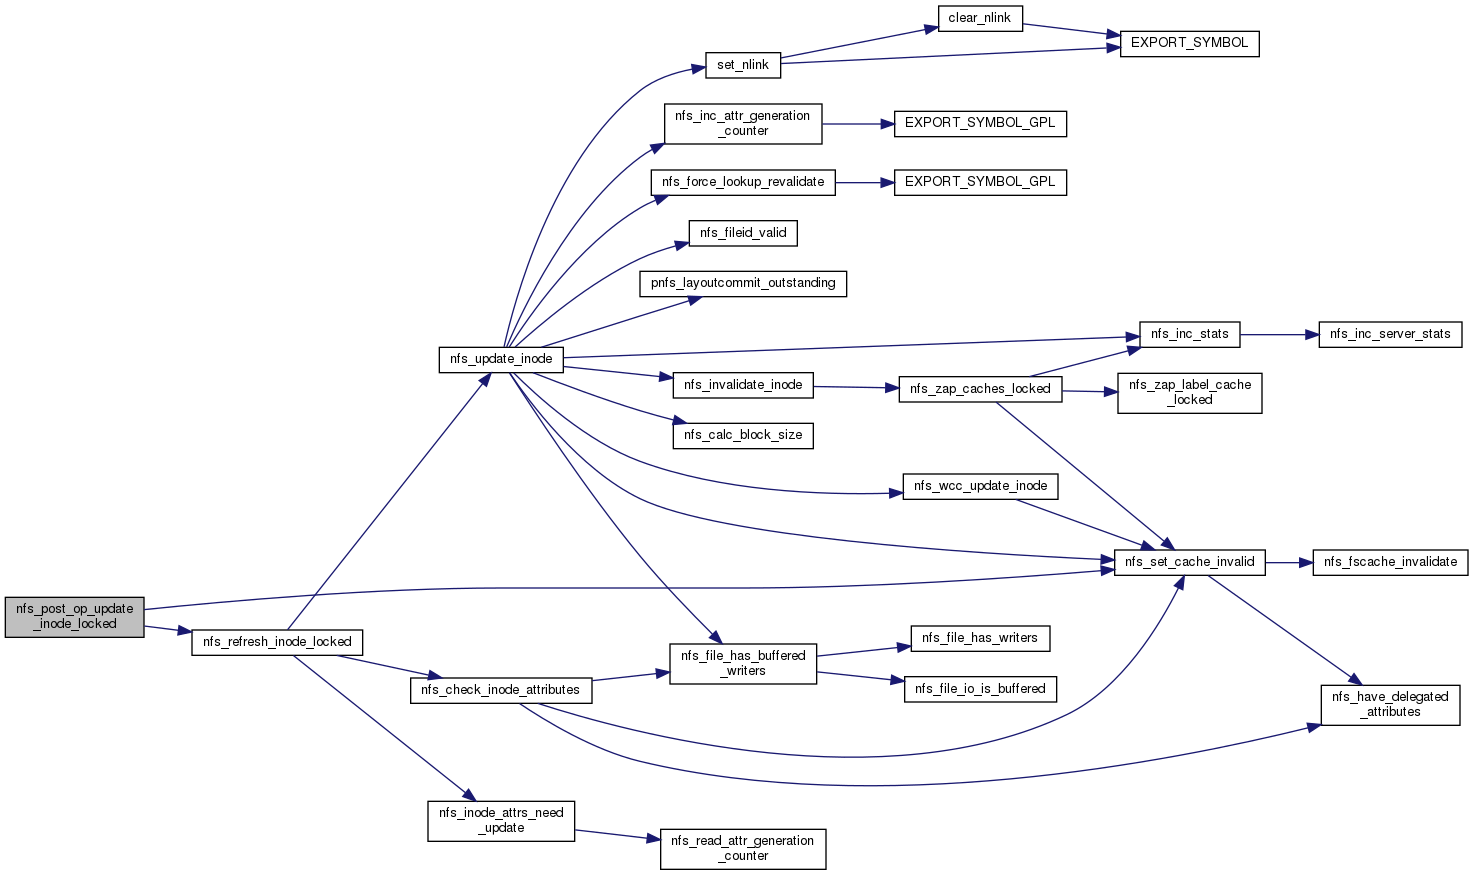 clear_nlink
EXPORT_SYMBOL
set_nlink
nfs_inc_attr_generation
_counter
EXPORT_SYMBOL_GPL
nfs_force_lookup_revalidate
EXPORT_SYMBOL_GPL
nfs_fileid_valid
pnfs_layoutcommit_outstanding
nfs_inc_stats
nfs_inc_server_stats
nfs_update_inode
nfs_invalidate_inode
nfs_zap_caches_locked
nfs_zap_label_cache
_locked
nfs_calc_block_size
nfs_wcc_update_inode
nfs_set_cache_invalid
nfs_fscache_invalidate
nfs_post_op_update
_inode_locked
nfs_refresh_inode_locked
nfs_file_has_writers
nfs_file_has_buffered
_writers
nfs_check_inode_attributes
nfs_file_io_is_buffered
nfs_have_delegated
_attributes
nfs_inode_attrs_need
_update
nfs_read_attr_generation
_counter